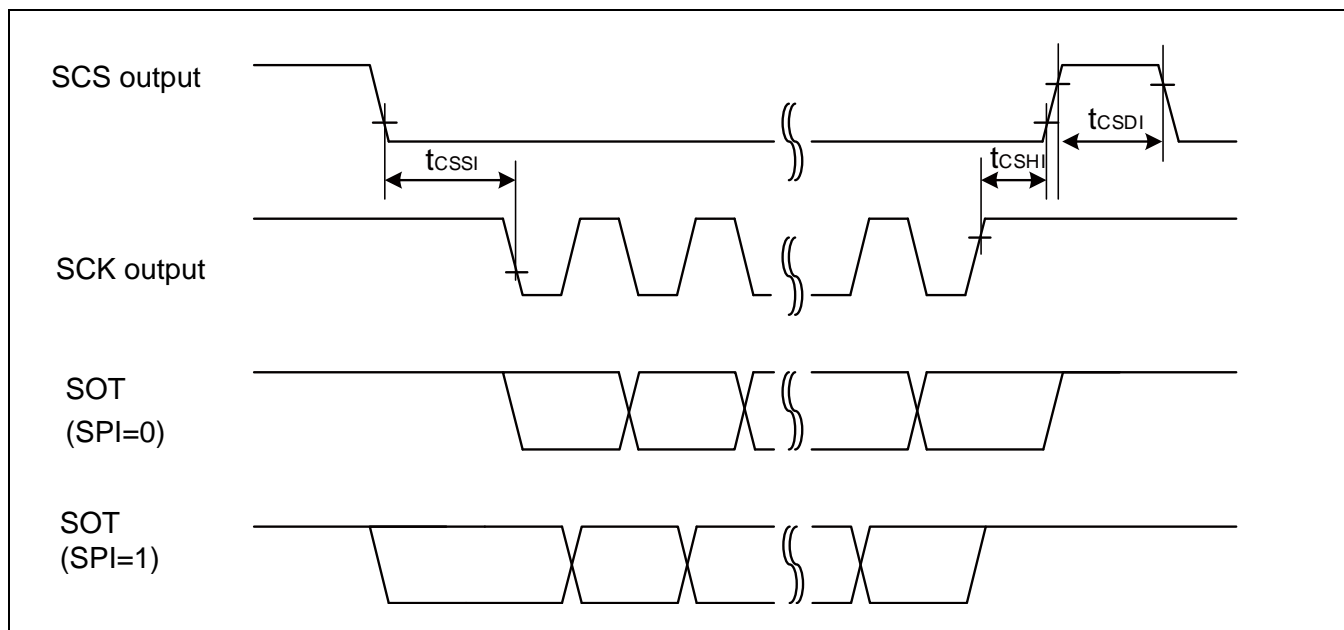 SCS output
tCSDI
tCSSI
tCSHI
SCK output
SOT
(SPI=0)
SOT
(SPI=1)